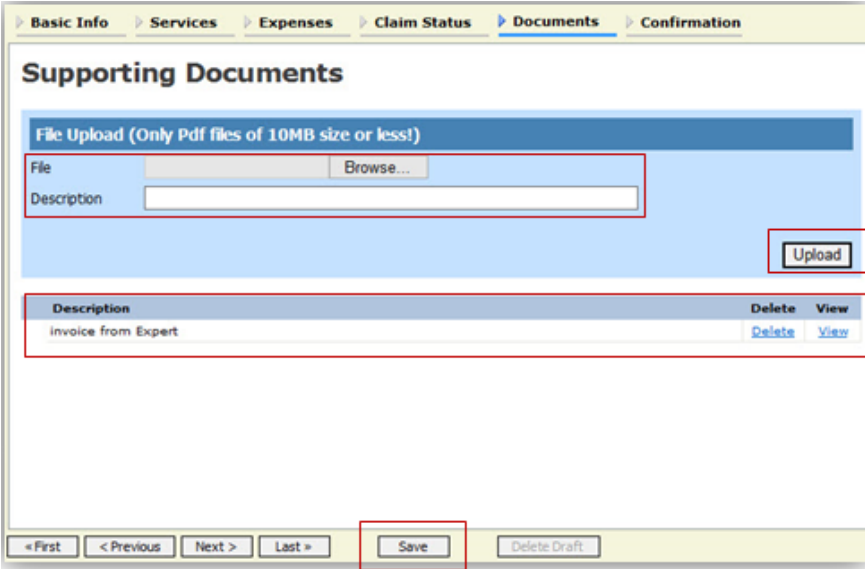 Basic Info Services Expenses Claim Status Documents Confirmation
Supporting Documents
File Upload (Only Pdf files of 10MB size or less!)
File Browse...
Description
Upload
Description Delete View
invoice from Expert Delete View
« First < Previous Next > Last » Save Delete Draft